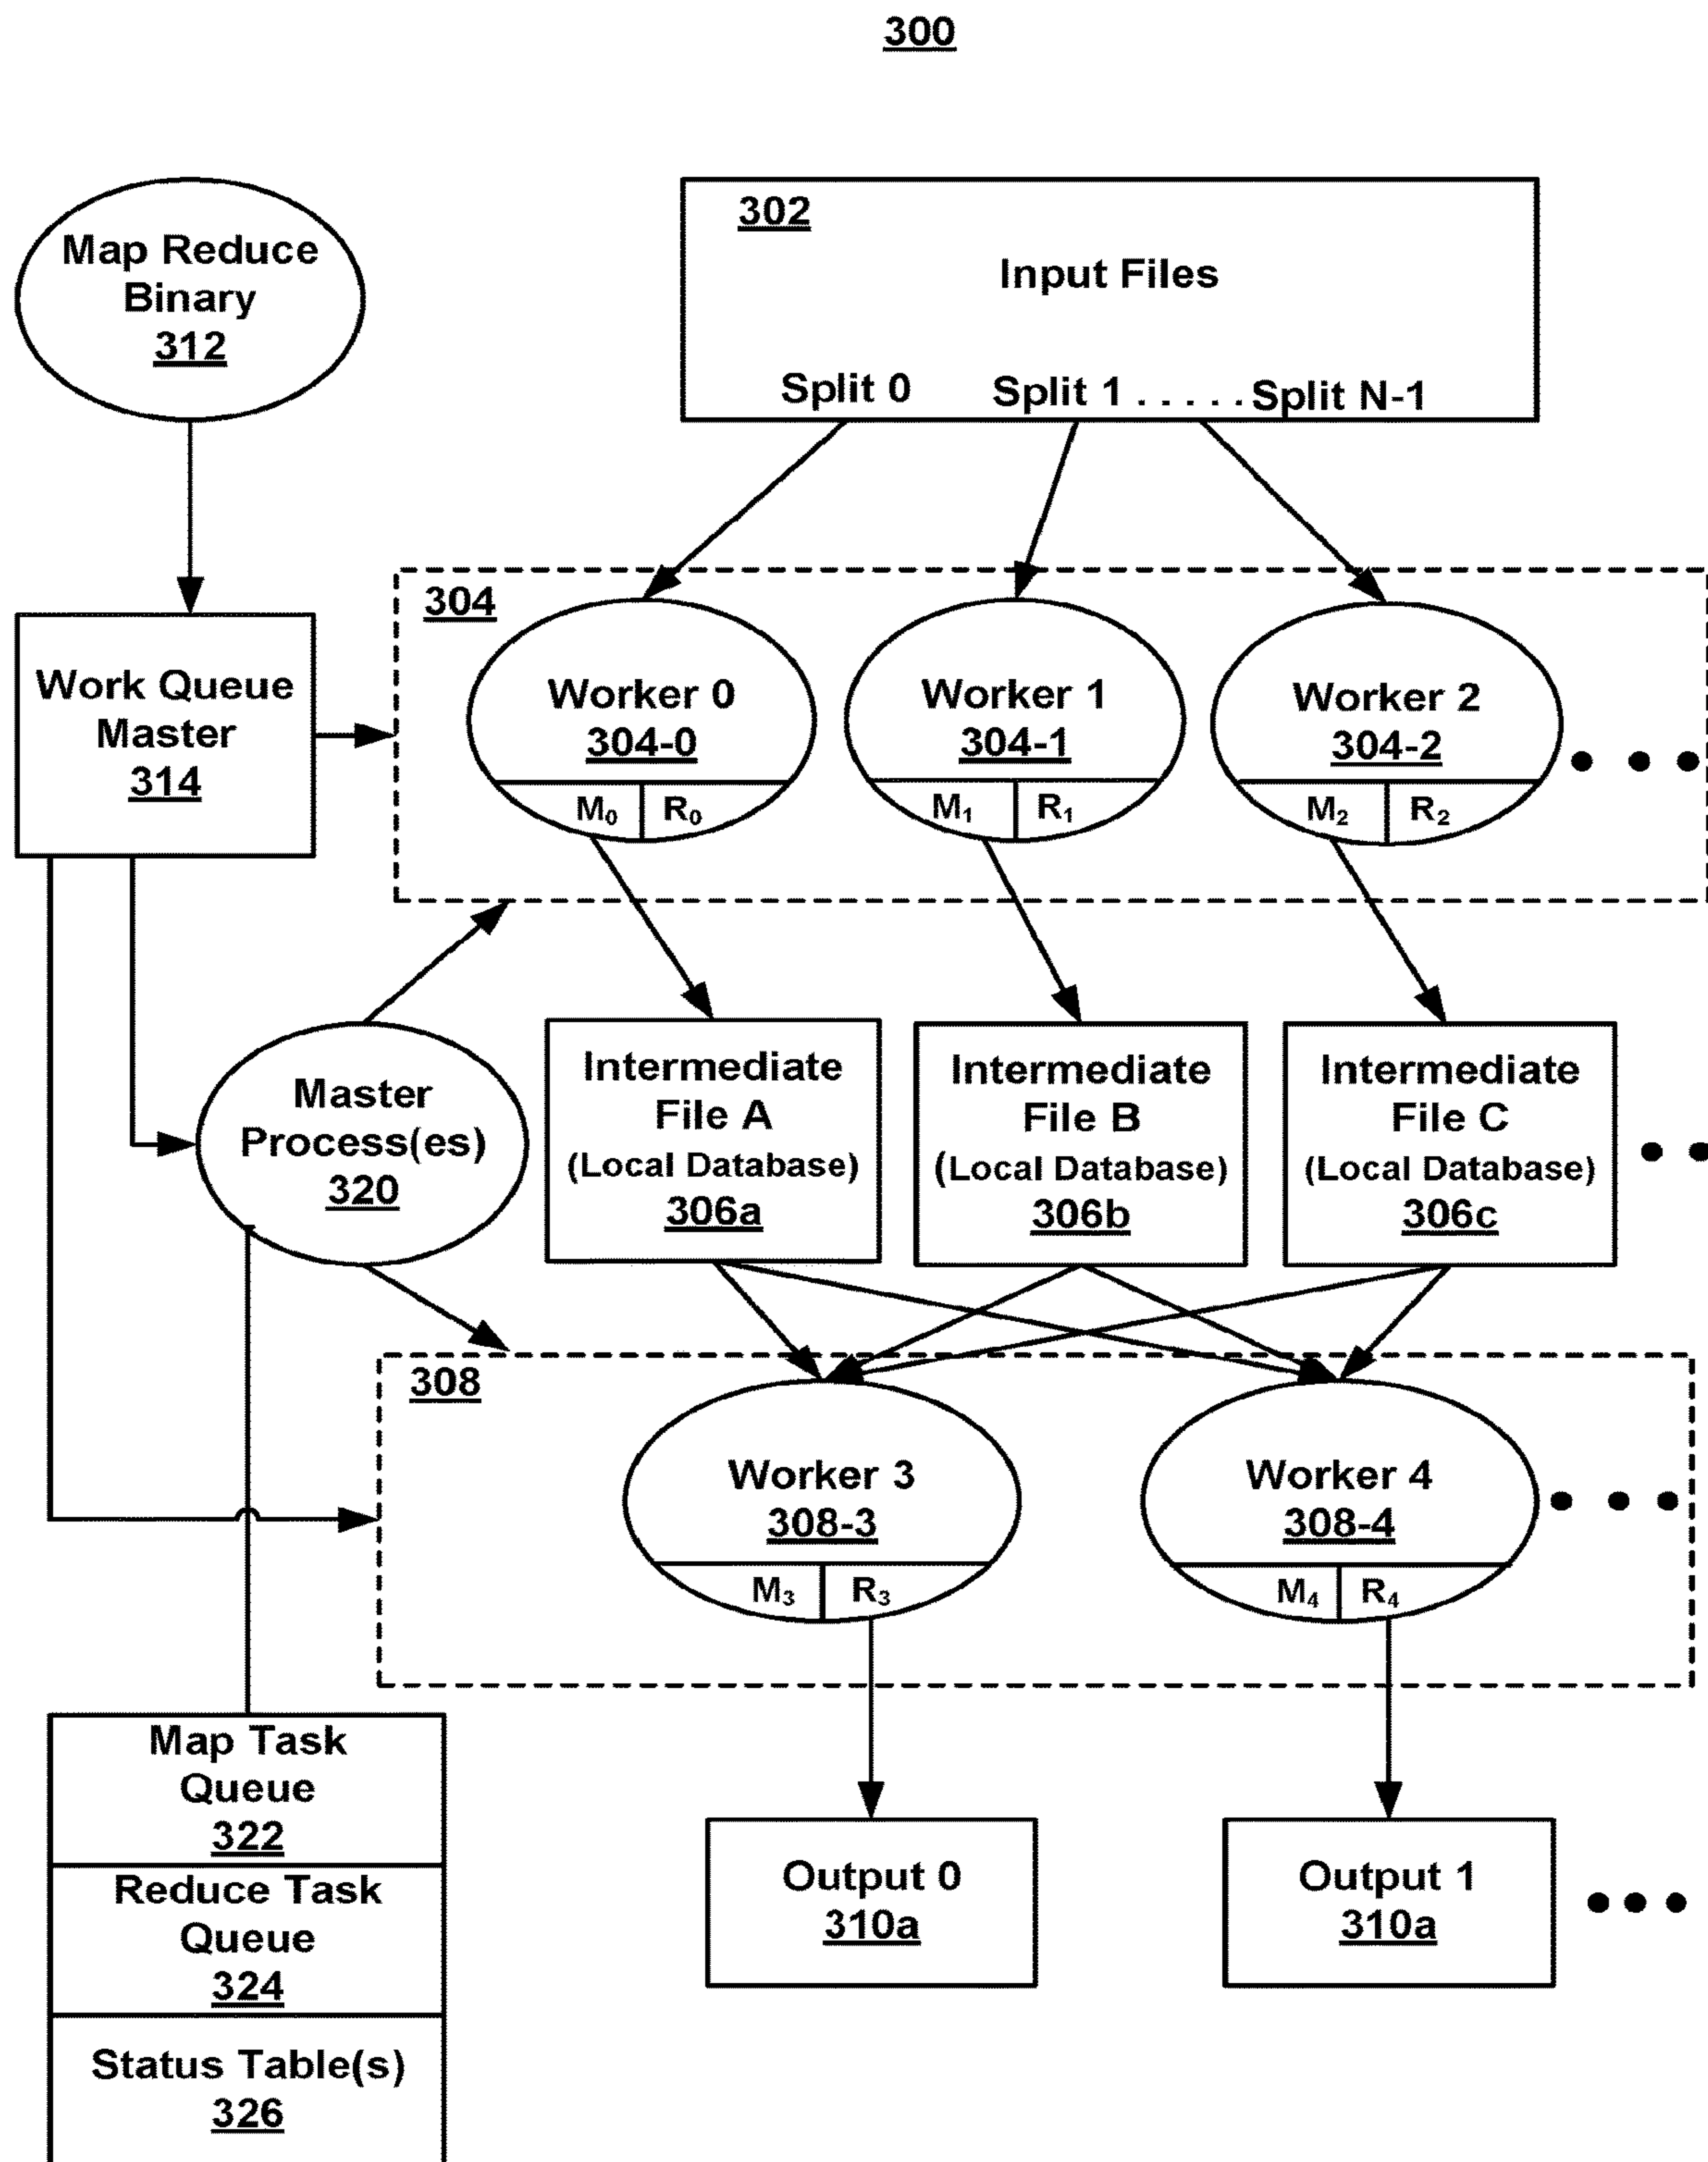 300
Map Reduce
Binary
312
302
Input Files
Split 0 Split 1 . . . . . Split N-1
Work Queue
Master
314
304
Worker 0
304-0
M₀ R₀
Worker 1
304-1
M₁ R₁
Worker 2
304-2
M₂ R₂
Master
Process(es)
320
Intermediate
File A
(Local Database)
306a
Intermediate
File B
(Local Database)
306b
Intermediate
File C
(Local Database)
306c
308
Worker 3
308-3
M₃ R₃
Worker 4
308-4
M₄ R₄
Map Task
Queue
322
Reduce Task
Queue
324
Status Table(s)
326
Output 0
310a
Output 1
310a